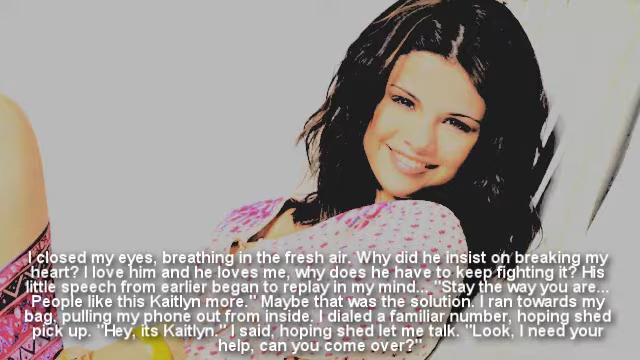 I closed my eyes, breathing in the fresh air. Why did he insist on breaking my
heart? I love him and he loves me, why does he have to keep fighting it? His
little speech from earlier began to replay in my mind... "Stay the way you are...
People like this Kaitlyn more." Maybe that was the solution. I ran towards my
bag, pulling my phone out from inside. I dialed a familiar number, hoping shed
pick up. "Hey, its Kaitlyn." I said, hoping shed let me talk. "Look, I need your
help, can you come over?"